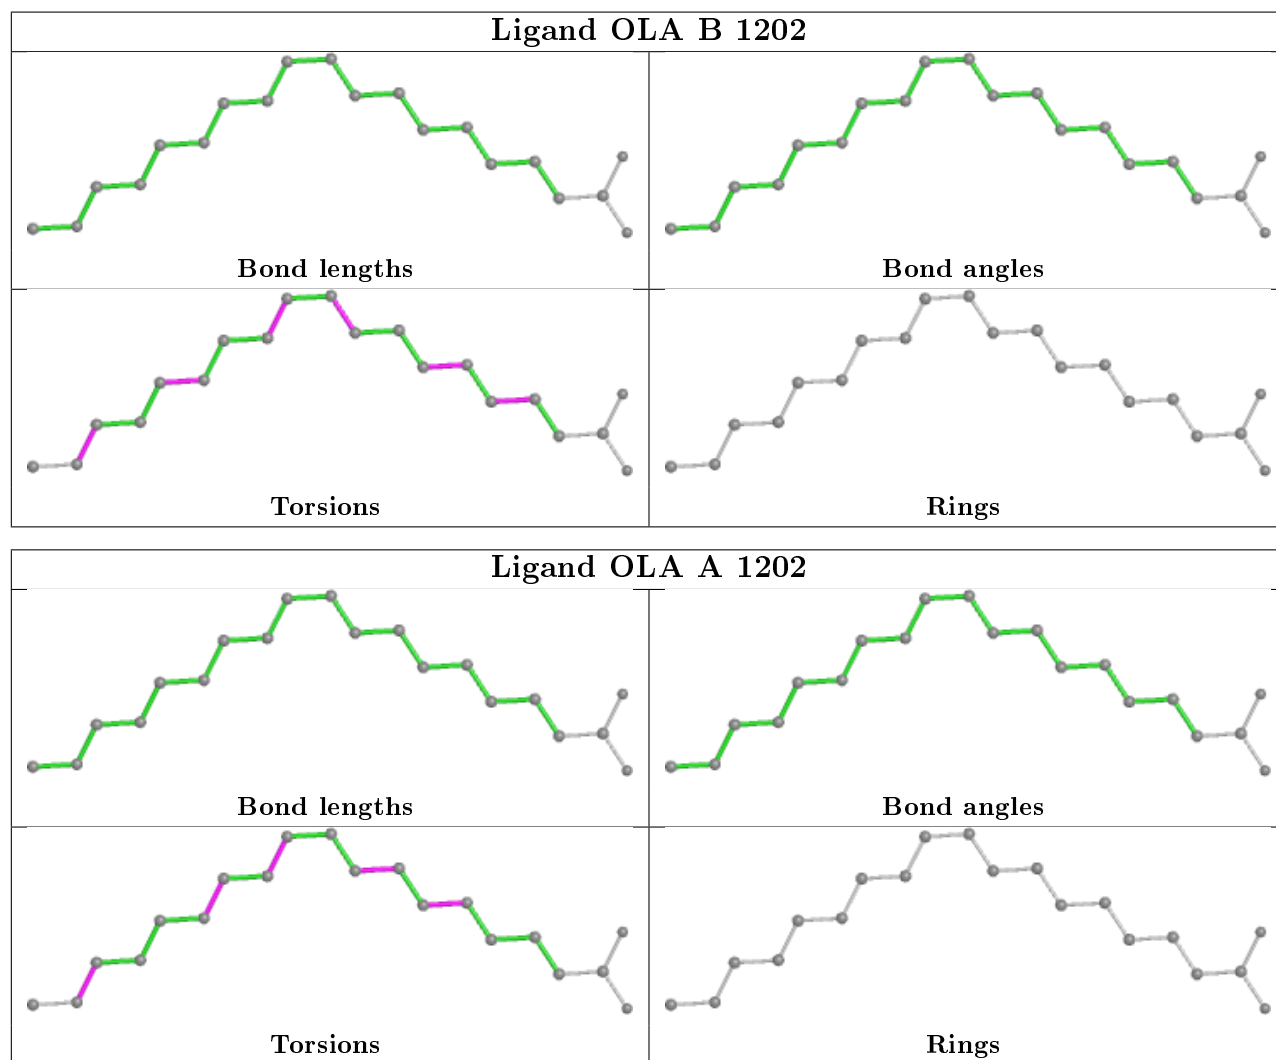 Ligand OLA B 1202
Bond lengths
Bond angles
Torsions
Rings
Ligand OLA A 1202
Bond lengths
Bond angles
Torsions
Rings